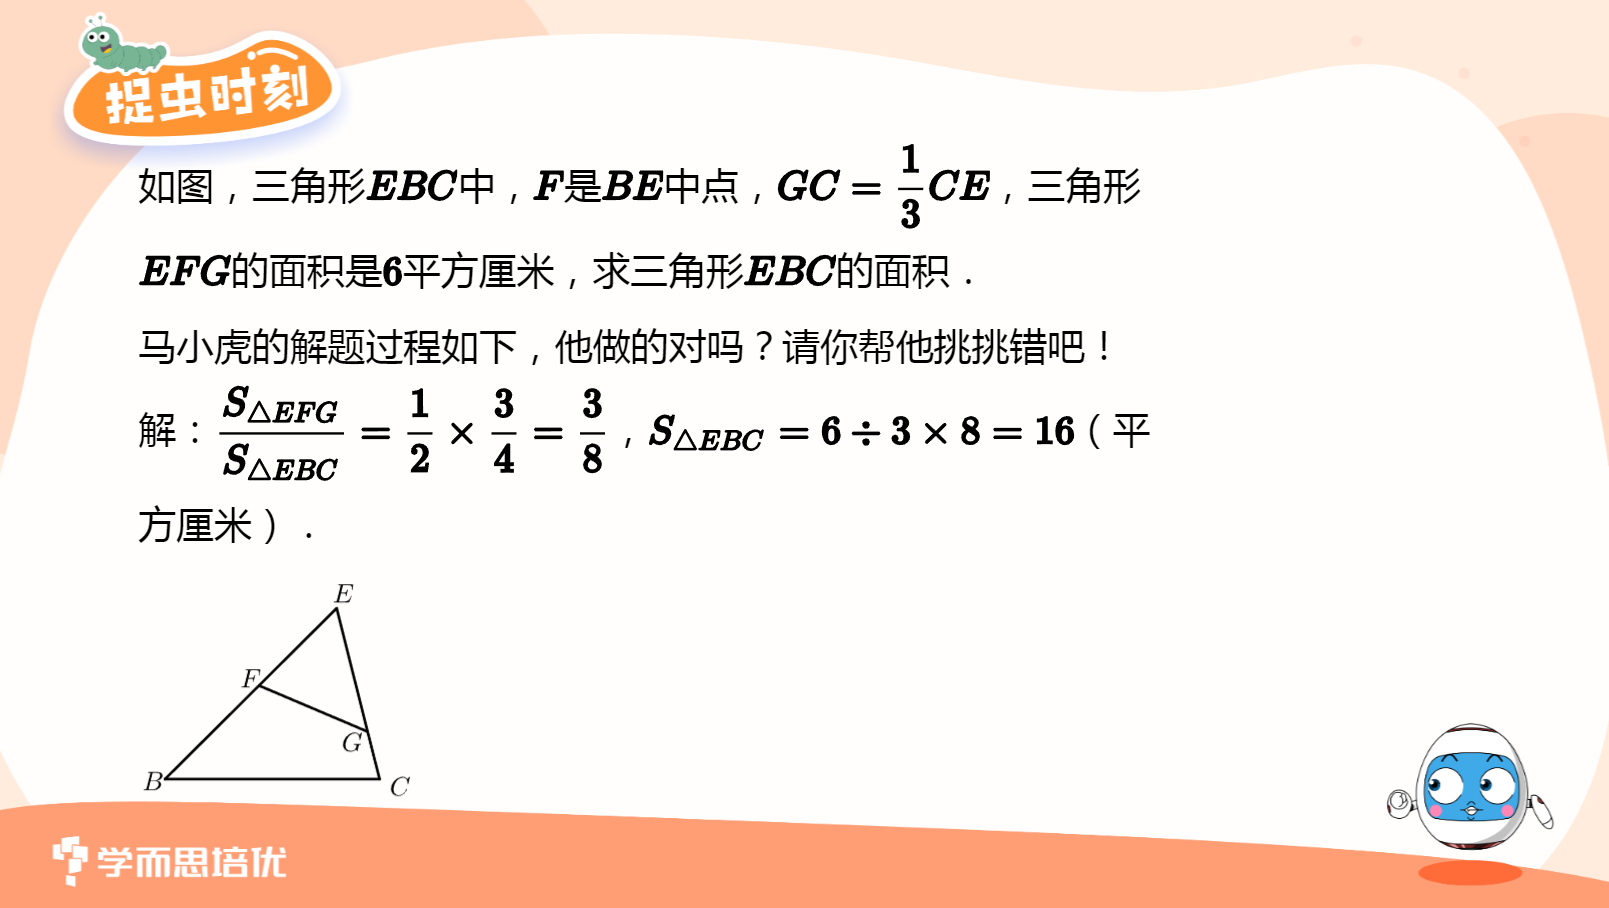 捉虫时刻
如图，三角形EBC中，F是BE中点，GC = 1/3 CE，三角形
EFG的面积是6平方厘米，求三角形EBC的面积．
马小虎的解题过程如下，他做的对吗？请你帮他挑挑错吧！
解：S△EFG/S△EBC = 1/2 × 3/4 = 3/8，S△EBC = 6 ÷ 3 × 8 = 16（平
方厘米）．
E
F
G
B
C
学而思培优